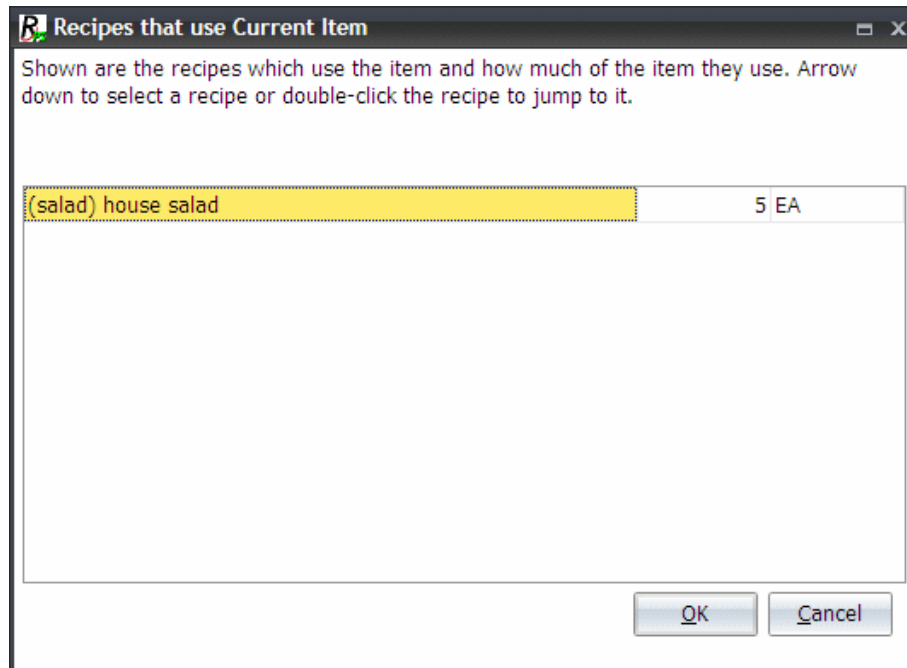 R Recipes that use Current Item
Shown are the recipes which use the item and how much of the item they use. Arrow
down to select a recipe or double-click the recipe to jump to it.
(salad) house salad 5 EA
OK Cancel